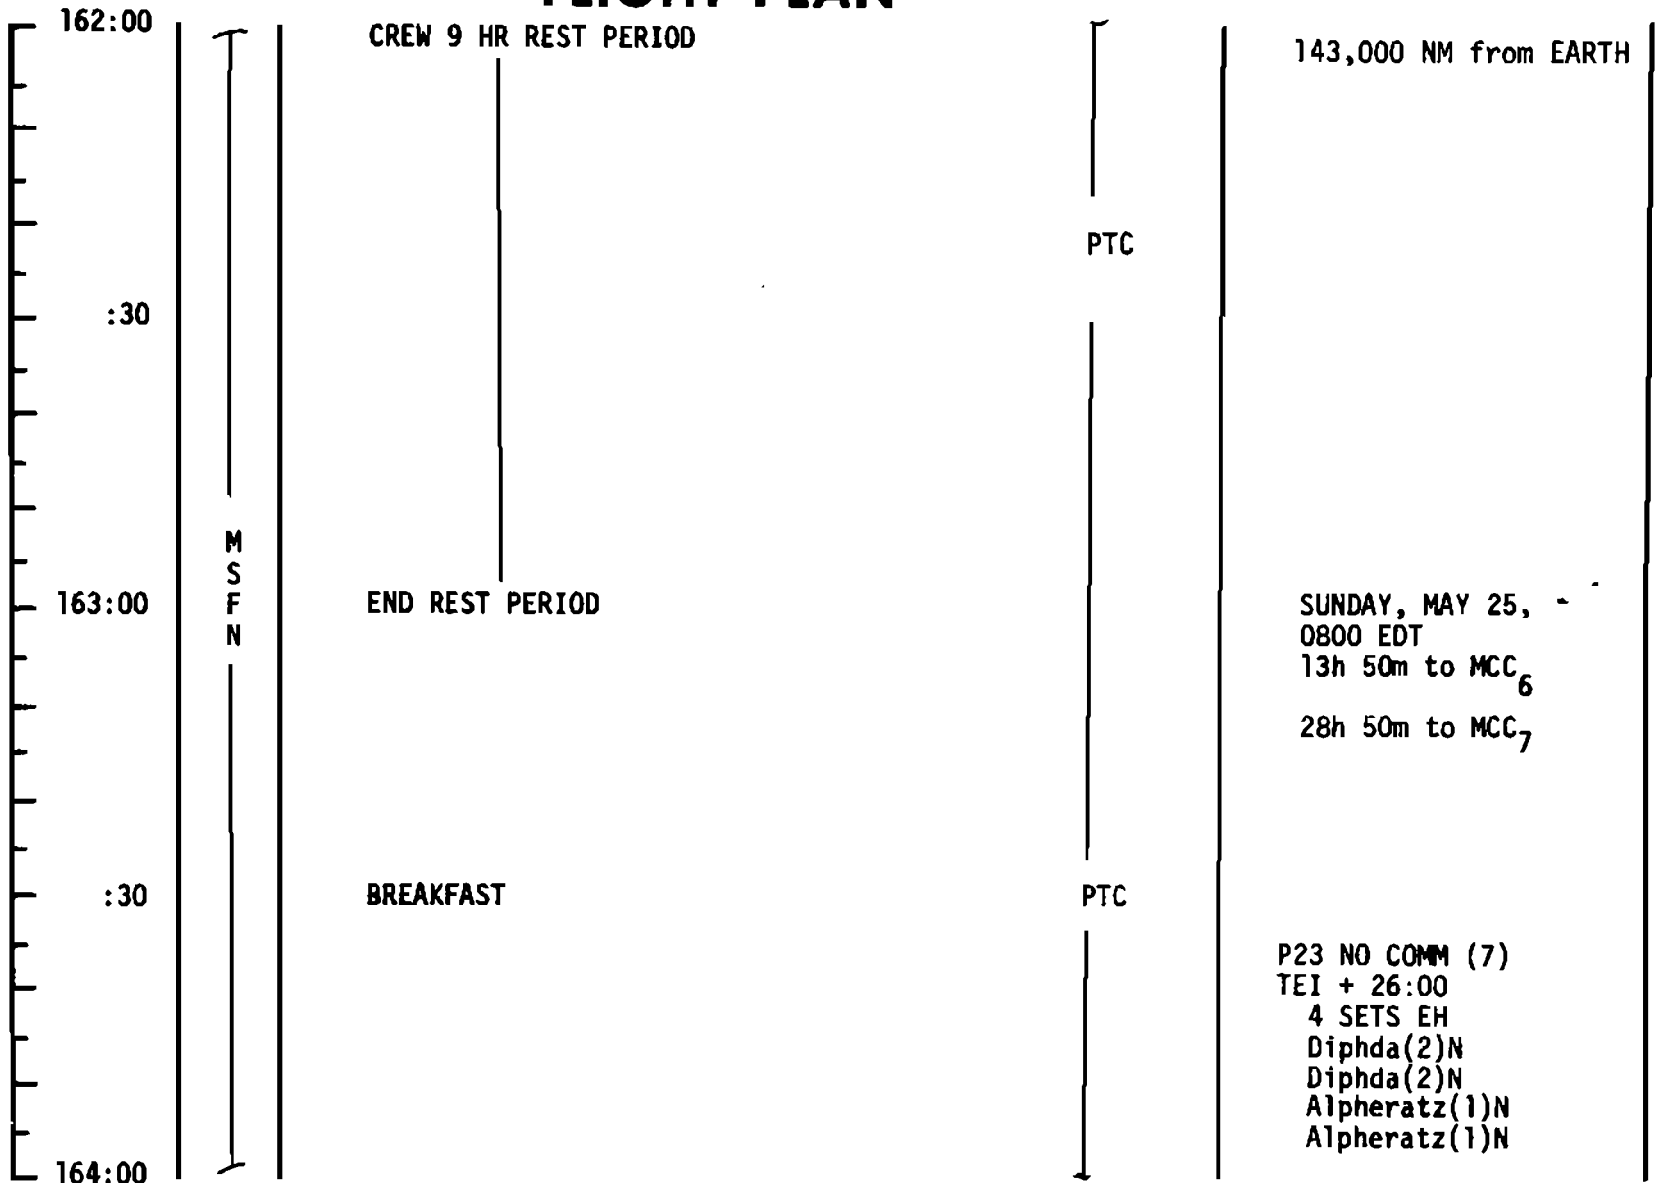 FLIGHT PLAN
162:00
CREW 9 HR REST PERIOD
143,000 NM from EARTH
PTC
:30
M
S
F
N
163:00
END REST PERIOD
SUNDAY, MAY 25,
0800 EDT
13h 50m to MCC6
28h 50m to MCC7
:30
BREAKFAST
PTC
P23 NO COMM (7)
TEI + 26:00
4 SETS EH
Diphda(2)N
Diphda(2)N
Alpheratz(1)N
Alpheratz(1)N
164:00